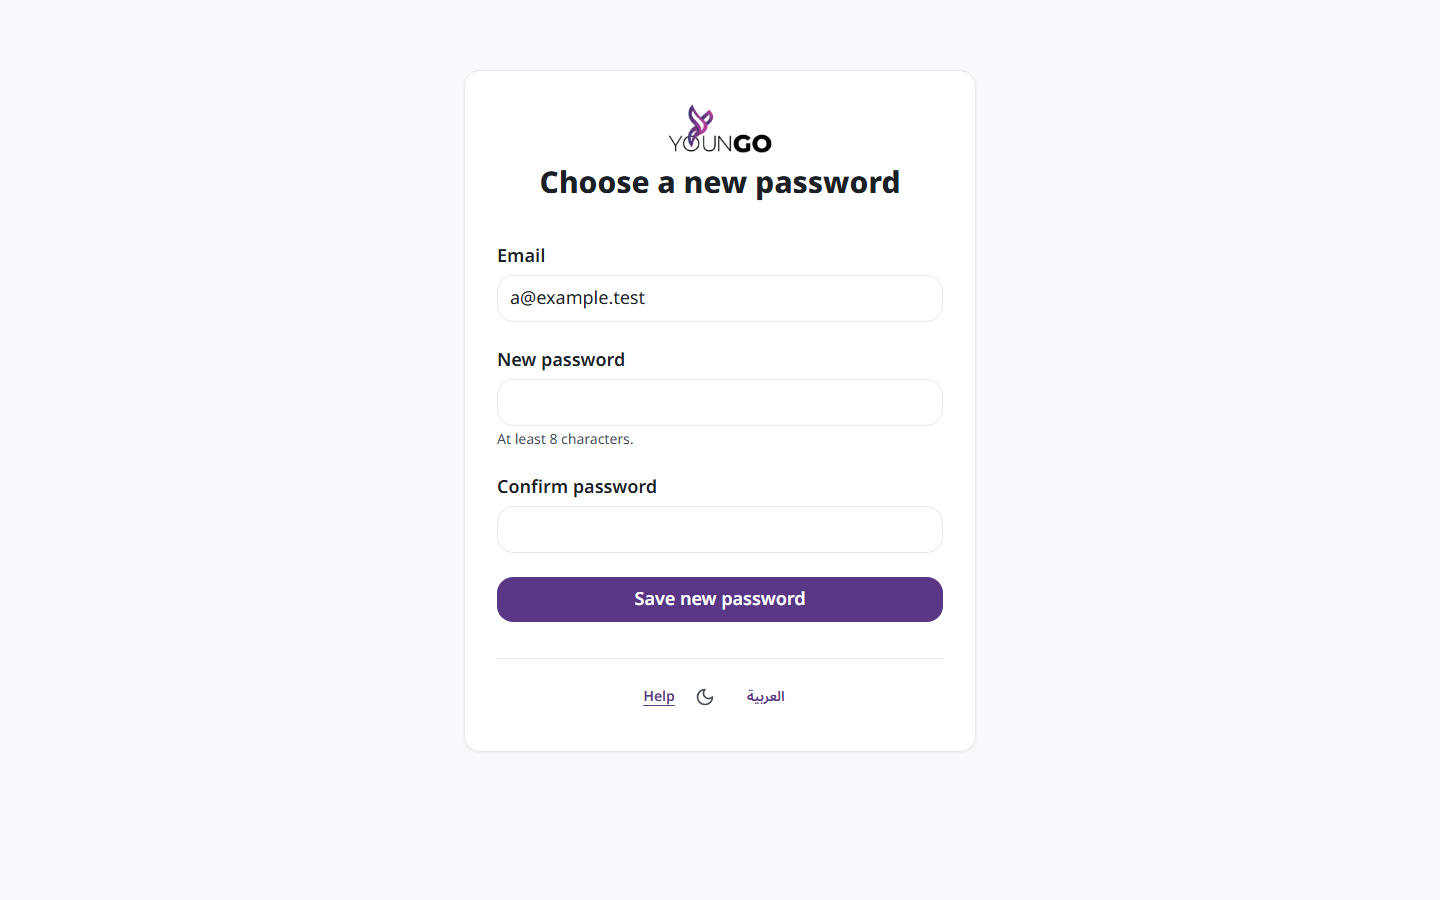 YOUNGO
Choose a new password
Email
a@example.test
New password
At least 8 characters.
Confirm password
Save new password
Help
العربية